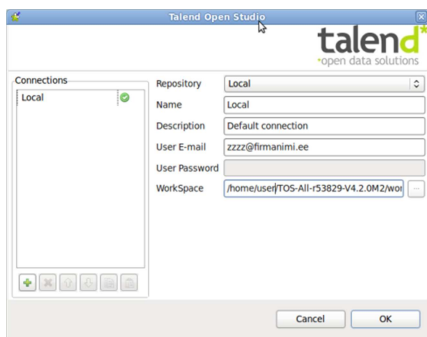 Talend Open Studio
talend*
*open data solutions
Connections
Local
Repository Local
Name Local
Description Default connection
User E-mail zzzz@firmanimi.ee
User Password
WorkSpace /home/user/TOS-All-r53829-V4.2.0M2/wor
Cancel OK